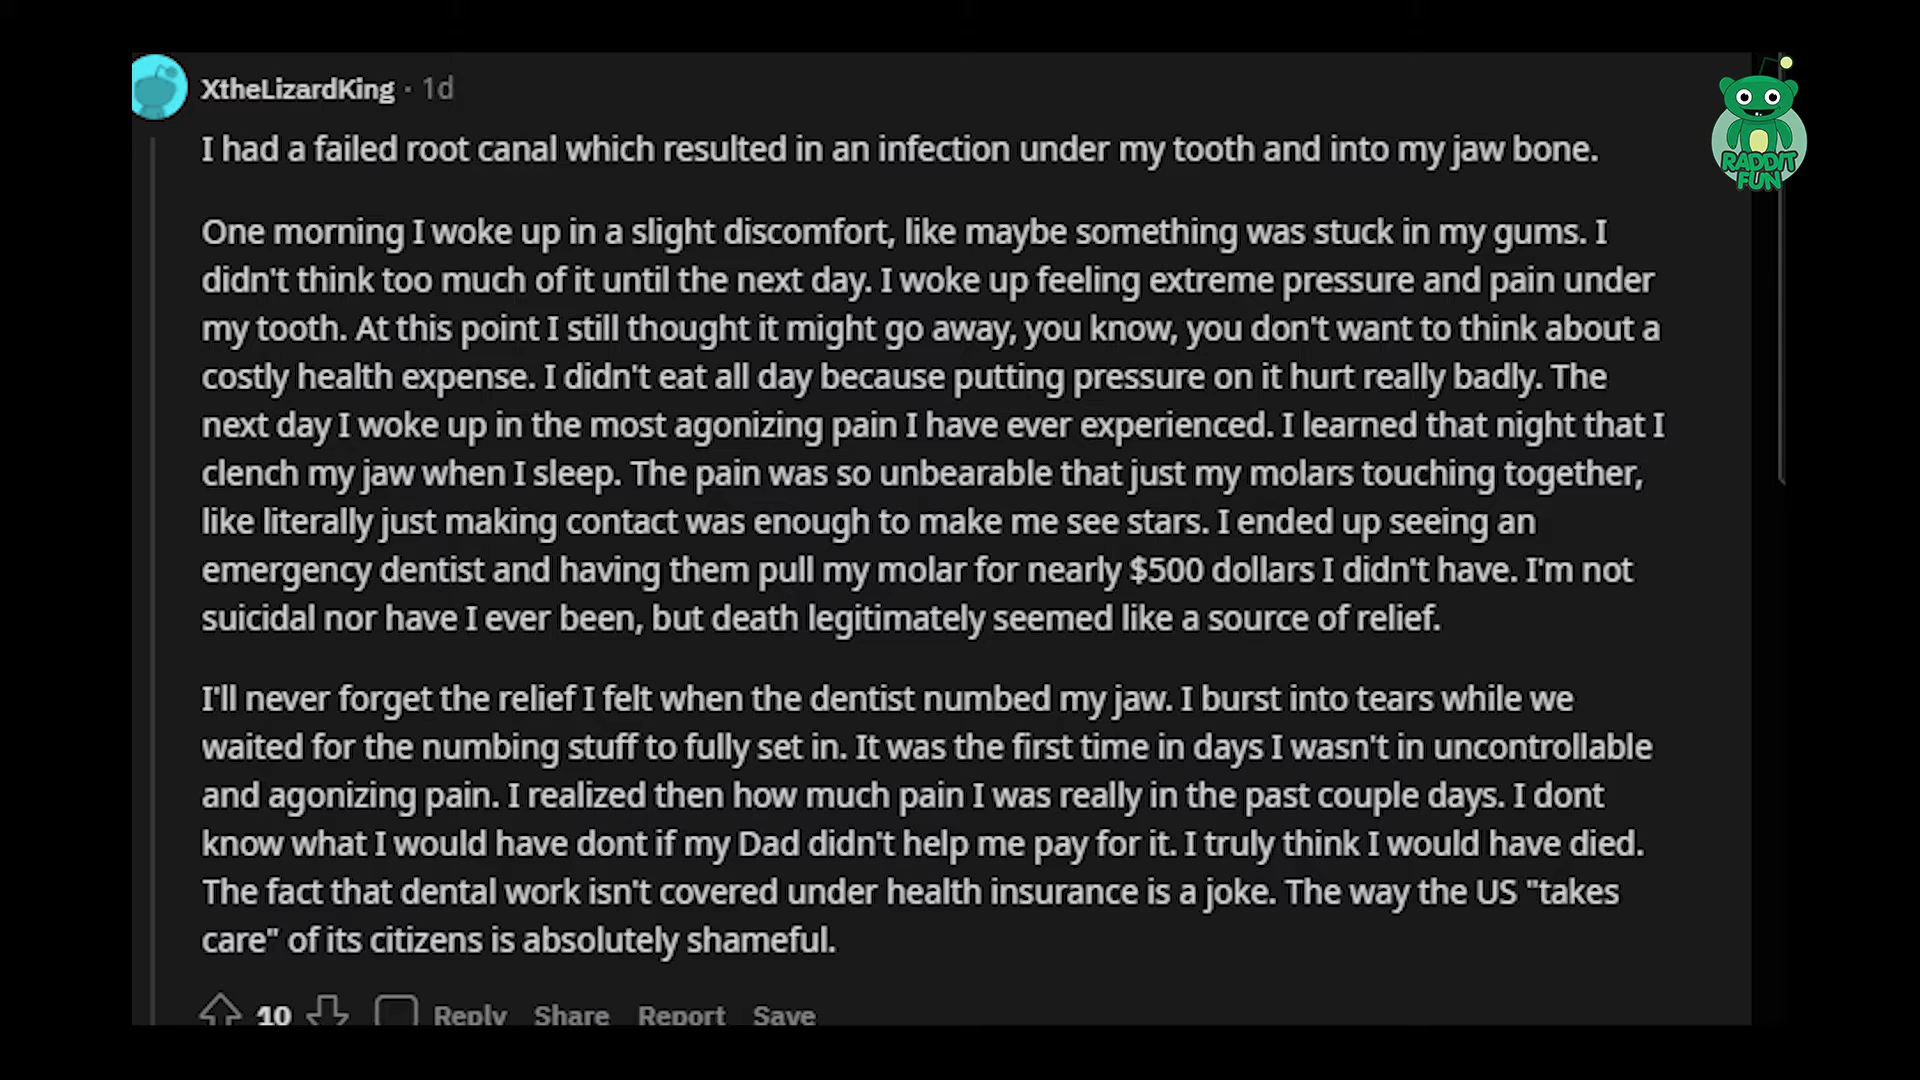 XtheLizardKing · 1d
I had a failed root canal which resulted in an infection under my tooth and into my jaw bone.
One morning I woke up in a slight discomfort, like maybe something was stuck in my gums. I
didn't think too much of it until the next day. I woke up feeling extreme pressure and pain under
my tooth. At this point I still thought it might go away, you know, you don't want to think about a
costly health expense. I didn't eat all day because putting pressure on it hurt really badly. The
next day I woke up in the most agonizing pain I have ever experienced. I learned that night that I
clench my jaw when I sleep. The pain was so unbearable that just my molars touching together,
like literally just making contact was enough to make me see stars. I ended up seeing an
emergency dentist and having them pull my molar for nearly $500 dollars I didn't have. I'm not
suicidal nor have I ever been, but death legitimately seemed like a source of relief.
I'll never forget the relief I felt when the dentist numbed my jaw. I burst into tears while we
waited for the numbing stuff to fully set in. It was the first time in days I wasn't in uncontrollable
and agonizing pain. I realized then how much pain I was really in the past couple days. I dont
know what I would have dont if my Dad didn't help me pay for it. I truly think I would have died.
The fact that dental work isn't covered under health insurance is a joke. The way the US "takes
care" of its citizens is absolutely shameful.
10 Reply Share Report Save
RADDIT
FUN